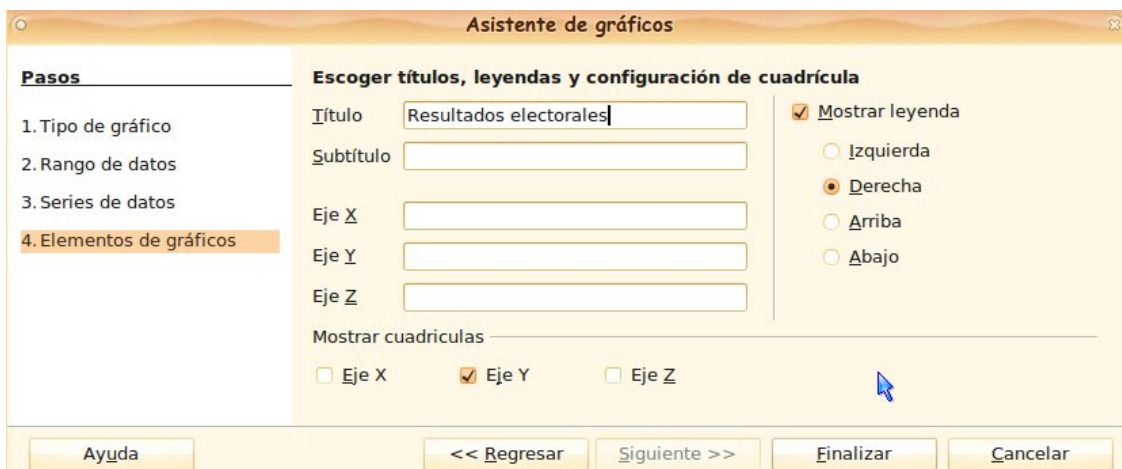 Asistente de gráficos
Pasos
1. Tipo de gráfico
2. Rango de datos
3. Series de datos
4. Elementos de gráficos
Escoger títulos, leyendas y configuración de cuadrícula
Título Resultados electorales
Subtítulo
Eje X
Eje Y
Eje Z
Mostrar leyenda
Izquierda
Derecha
Arriba
Abajo
Mostrar cuadriculas
Eje X Eje Y Eje Z
Ayuda << Regresar Siguiente >> Finalizar Cancelar